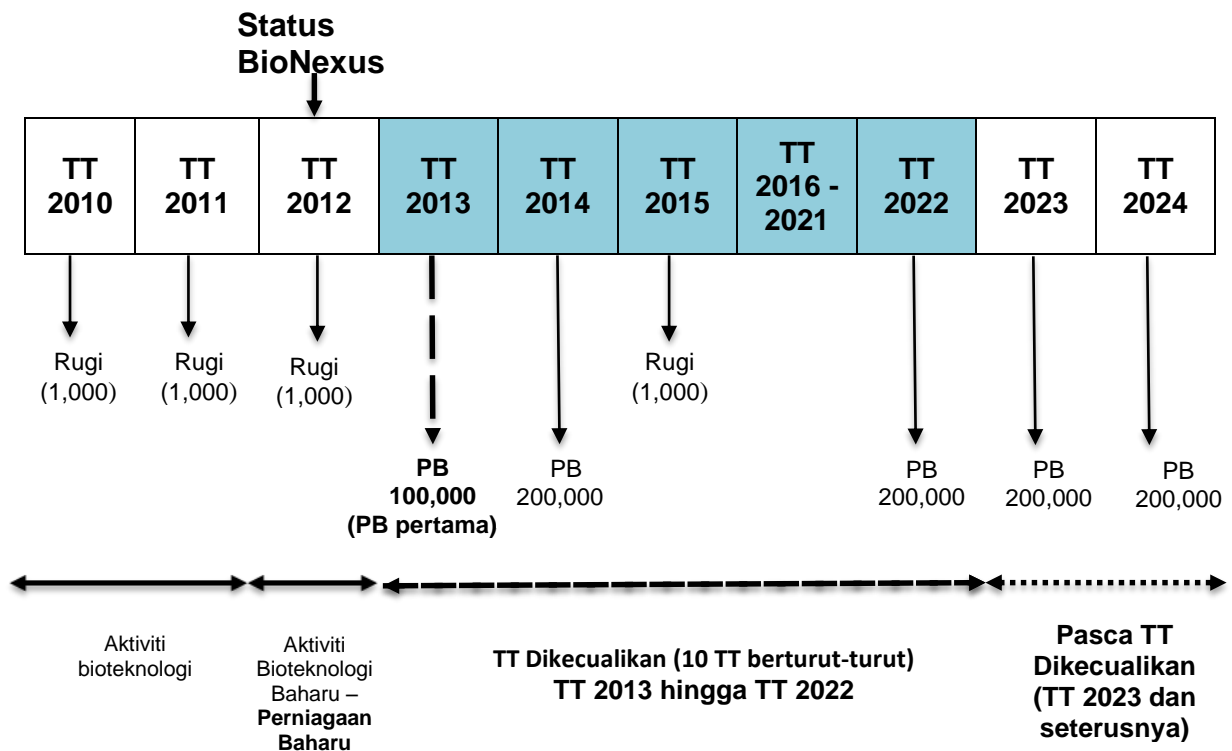 Status
BioNexus
TT
2010
TT
2011
TT
2012
TT
2013
TT
2014
TT
2015
TT
2016 -
2021
TT
2022
TT
2023
TT
2024
Rugi
(1,000)
Rugi
(1,000)
Rugi
(1,000)
PB
100,000
(PB pertama)
PB
200,000
Rugi
(1,000)
PB
200,000
PB
200,000
PB
200,000
Aktiviti
bioteknologi
Aktiviti
Bioteknologi
Baharu –
Perniagaan
Baharu
TT Dikecualikan (10 TT berturut-turut)
TT 2013 hingga TT 2022
Pasca TT
Dikecualikan
(TT 2023 dan
seterusnya)